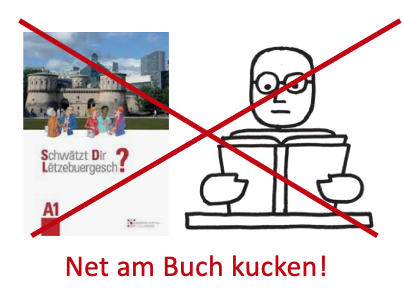 Schwätzt Dir
Lëtzebuergesch?
A1
Net am Buch kucken!